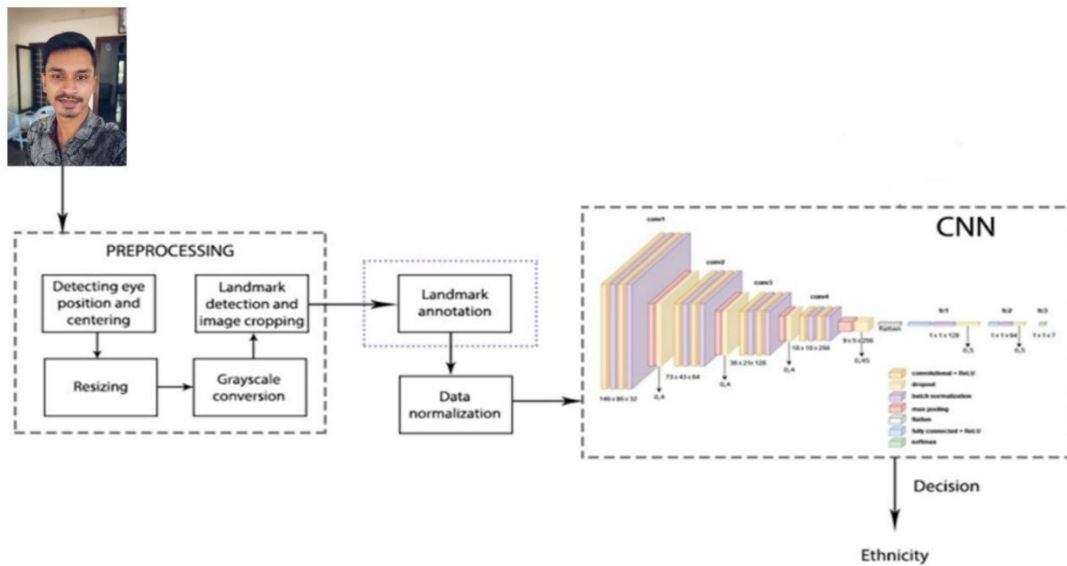 PREPROCESSING
Detecting eye
position and
centering
Landmark
detection and
image cropping
Resizing
Grayscale
conversion
Landmark
annotation
Data
normalization
CNN
conv1
conv2
conv3
conv4
146 x 86 x 32
0,4
73 x 43 x 64
0,4
36 x 21 x 128
0,4
18 x 10 x 256
9 x 5 x 256
0,45
flatten
N1
1 x 1 x 128
0,5
N2
1 x 1 x 64
0,5
N3
1 x 1 x 7
convolutional + ReLU
dropout
batch normalization
max pooling
flatten
fully connected + ReLU
softmax
Decision
Ethnicity